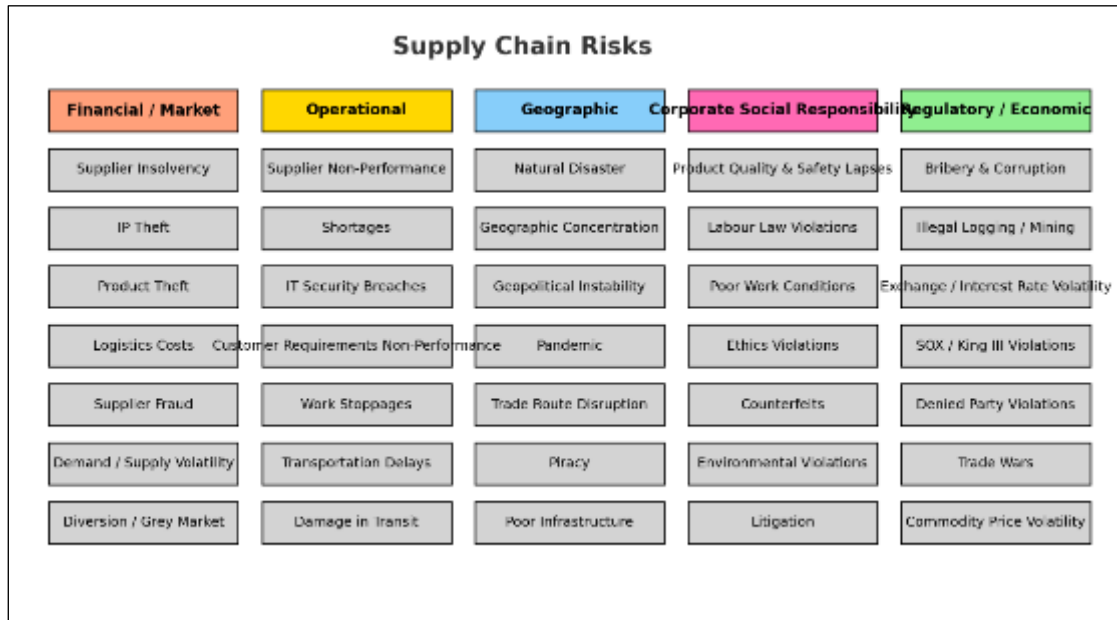 Supply Chain Risks
Financial / Market
Operational
Geographic
Corporate Social Responsibility
Regulatory / Economic
Supplier Insolvency
Supplier Non-Performance
Natural Disaster
Product Quality & Safety Lapses
Bribery & Corruption
IP Theft
Shortages
Geographic Concentration
Labour Law Violations
Illegal Logging / Mining
Product Theft
IT Security Breaches
Geopolitical Instability
Poor Work Conditions
Exchange / Interest Rate Volatility
Logistics Costs
Customer Requirements Non-Performance
Pandemic
Ethics Violations
SOX / King III Violations
Supplier Fraud
Work Stoppages
Trade Route Disruption
Counterfeits
Denied Party Violations
Demand / Supply Volatility
Transportation Delays
Piracy
Environmental Violations
Trade Wars
Diversion / Grey Market
Damage in Transit
Poor Infrastructure
Litigation
Commodity Price Volatility